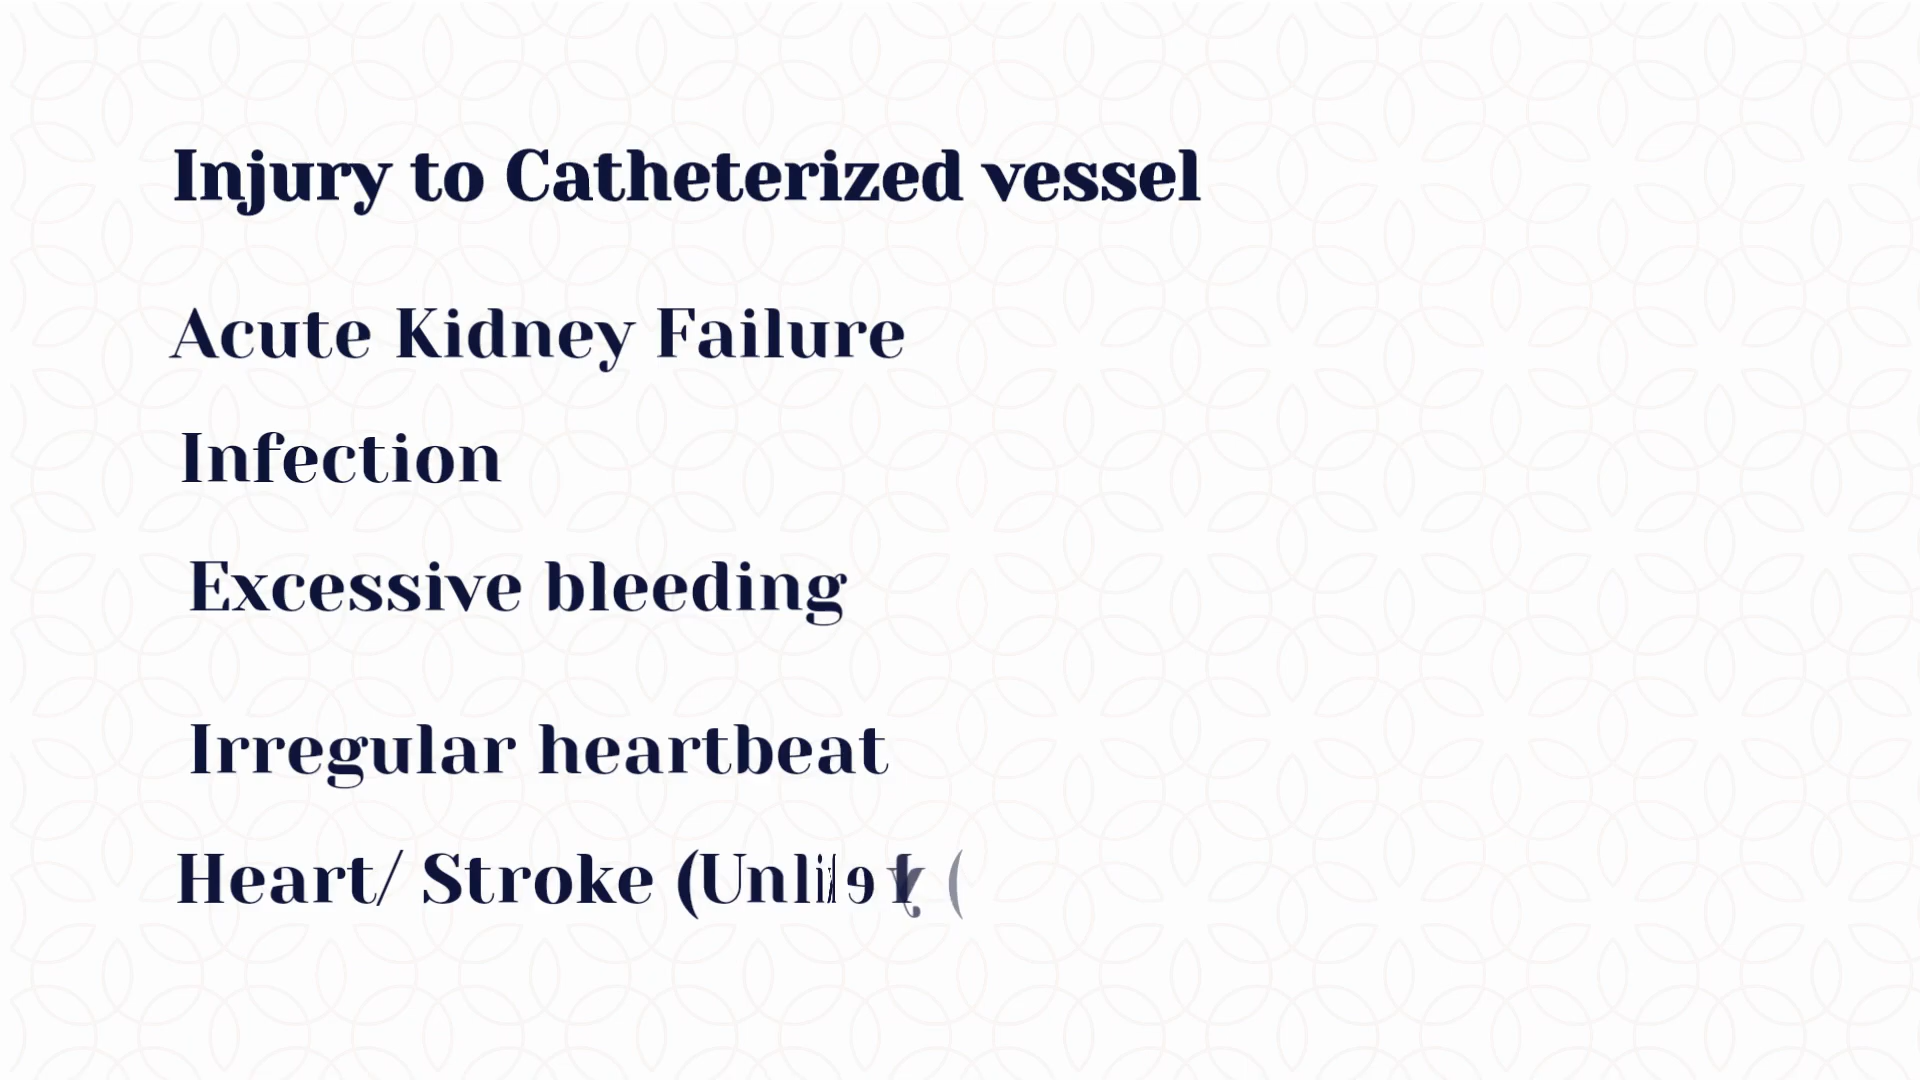 Injury to Catheterized vessel
Acute Kidney Failure
Infection
Excessive bleeding
Irregular heartbeat
Heart/ Stroke